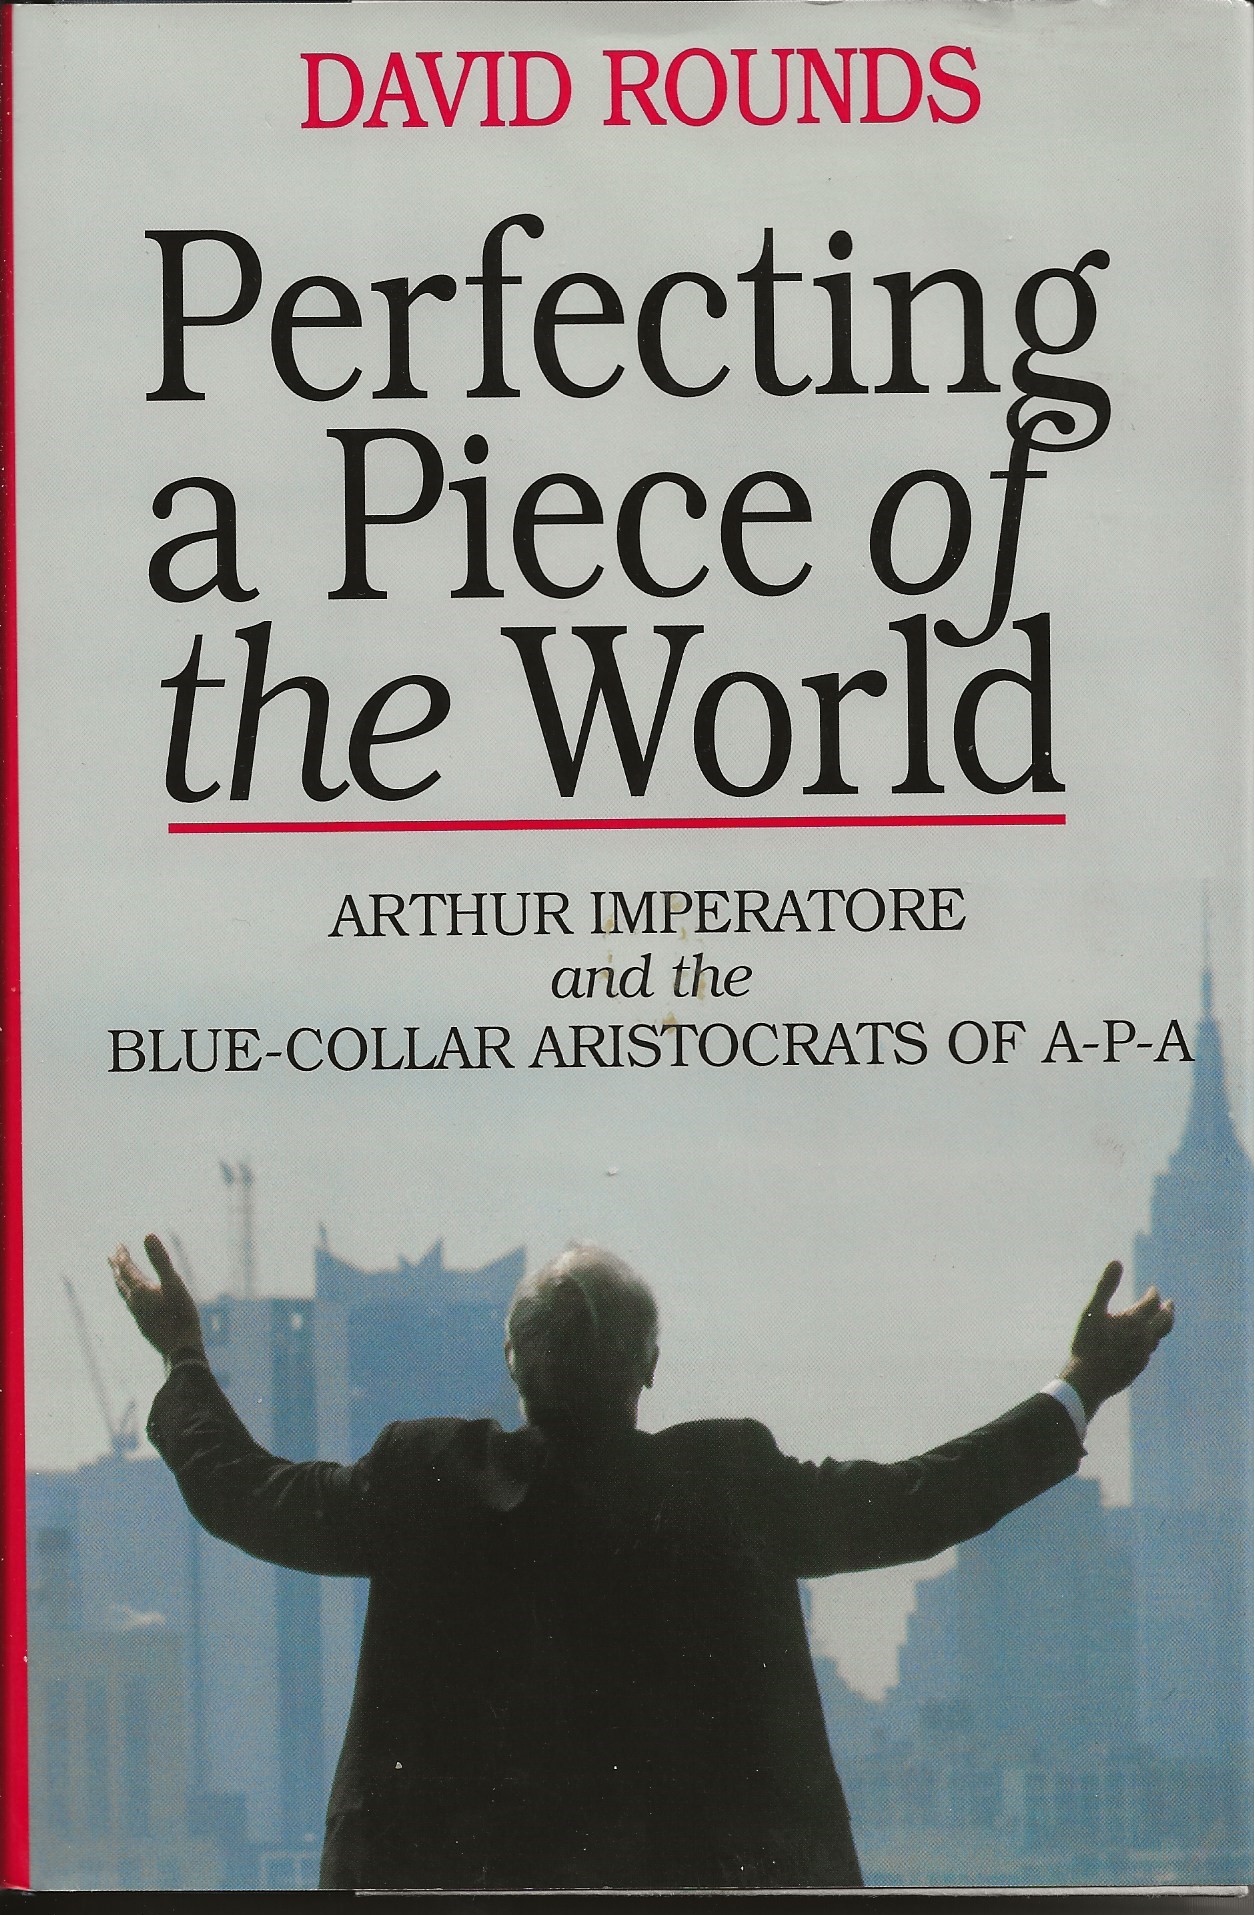 DAVID ROUNDS
Perfecting
a Piece of
the World
ARTHUR IMPERATORE
and the
BLUE-COLLAR ARISTOCRATS OF A-P-A